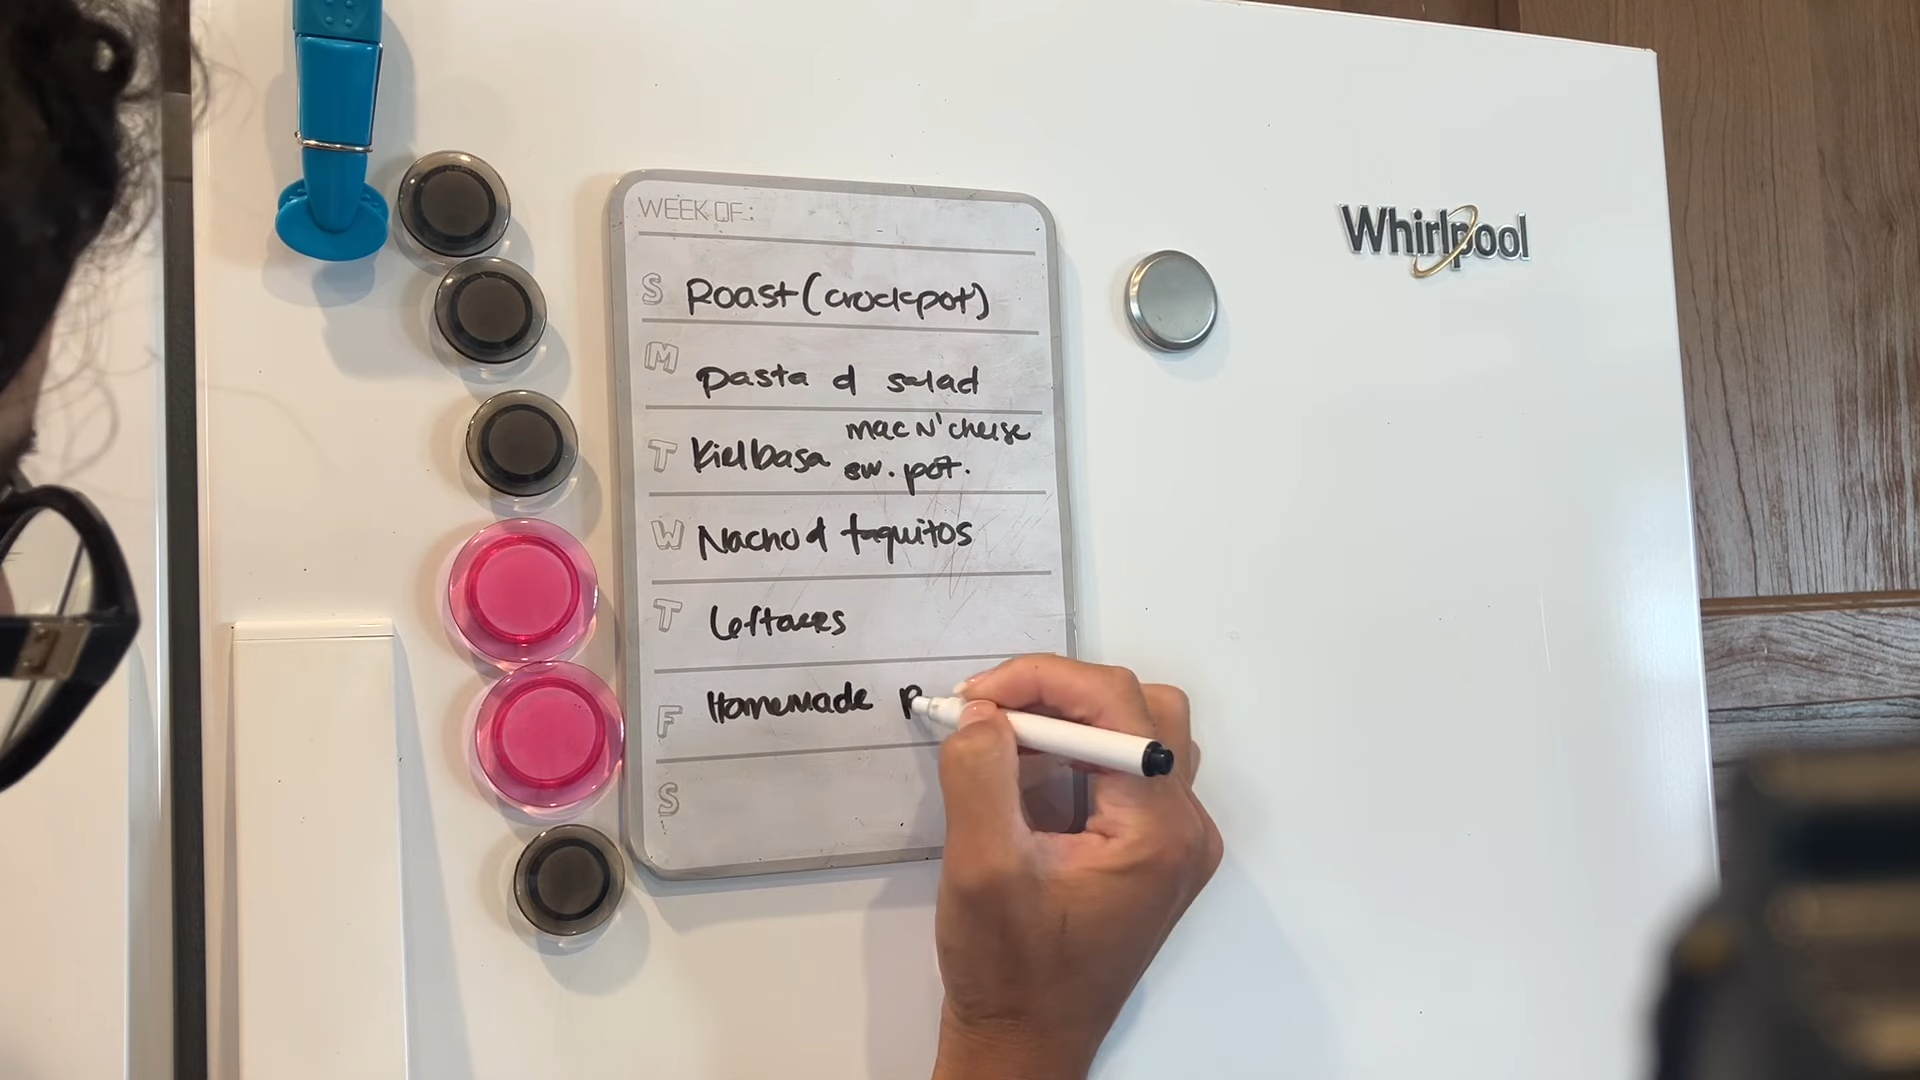 WEEK OF:
S Roast (crockpot)
M pasta & salad
T Kielbasa mac N' cheese
sw. pot.
W Nacho & taquitos
T Leftovers
F Homemade P
S
Whirlpool